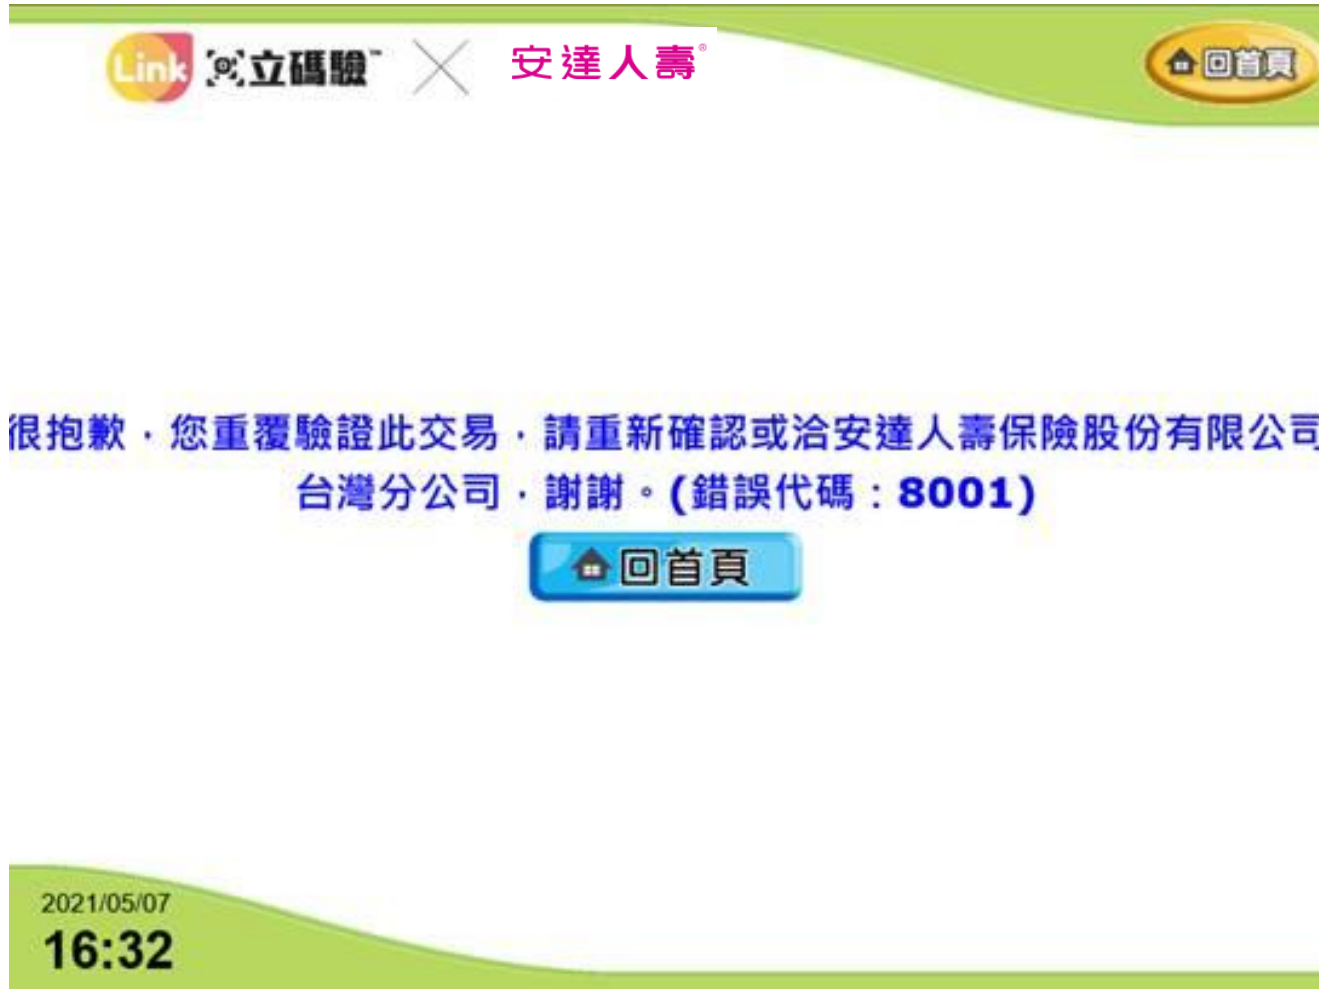 Link 立碼驗™ 安達人壽®
回首頁
很抱歉，您重覆驗證此交易，請重新確認或洽安達人壽保險股份有限公司
台灣分公司，謝謝。(錯誤代碼：8001)
回首頁
2021/05/07
16:32